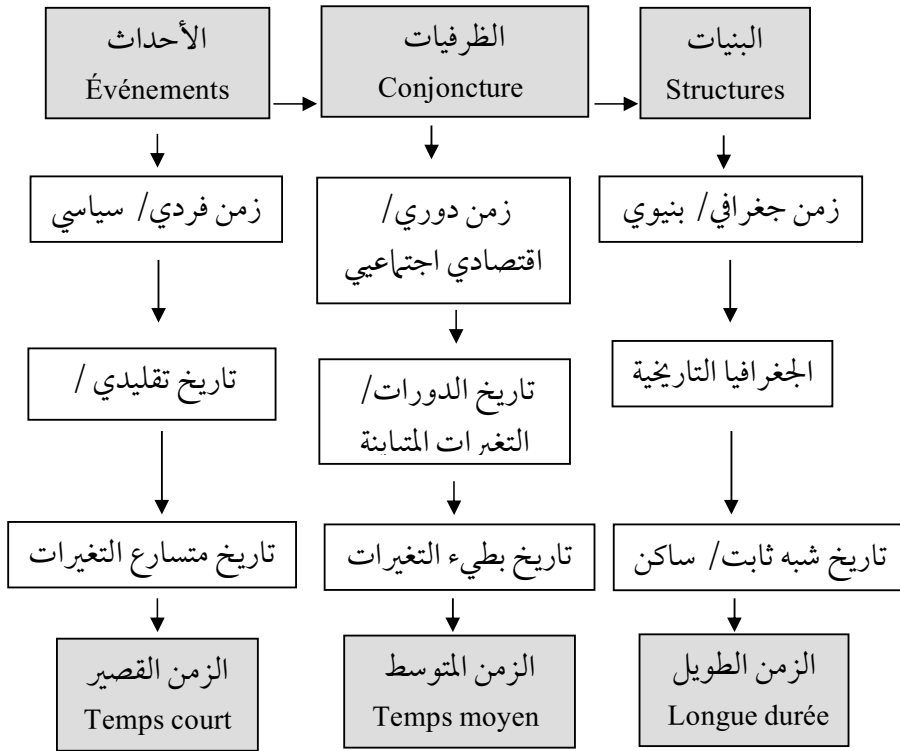 الأحداث
Événements
الظرفيات
Conjoncture
البنيات
Structures
زمن فردي/ سياسي
زمن دوري/
اقتصادي اجتماعيي
زمن جغرافي/ بنيوي
تاريخ تقليدي /
تاريخ الدورات/
التغيرات المتباينة
الجغرافيا التاريخية
تاريخ متسارع التغيرات
تاريخ بطيء التغيرات
تاريخ شبه ثابت/ ساكن
الزمن القصير
Temps court
الزمن المتوسط
Temps moyen
الزمن الطويل
Longue durée